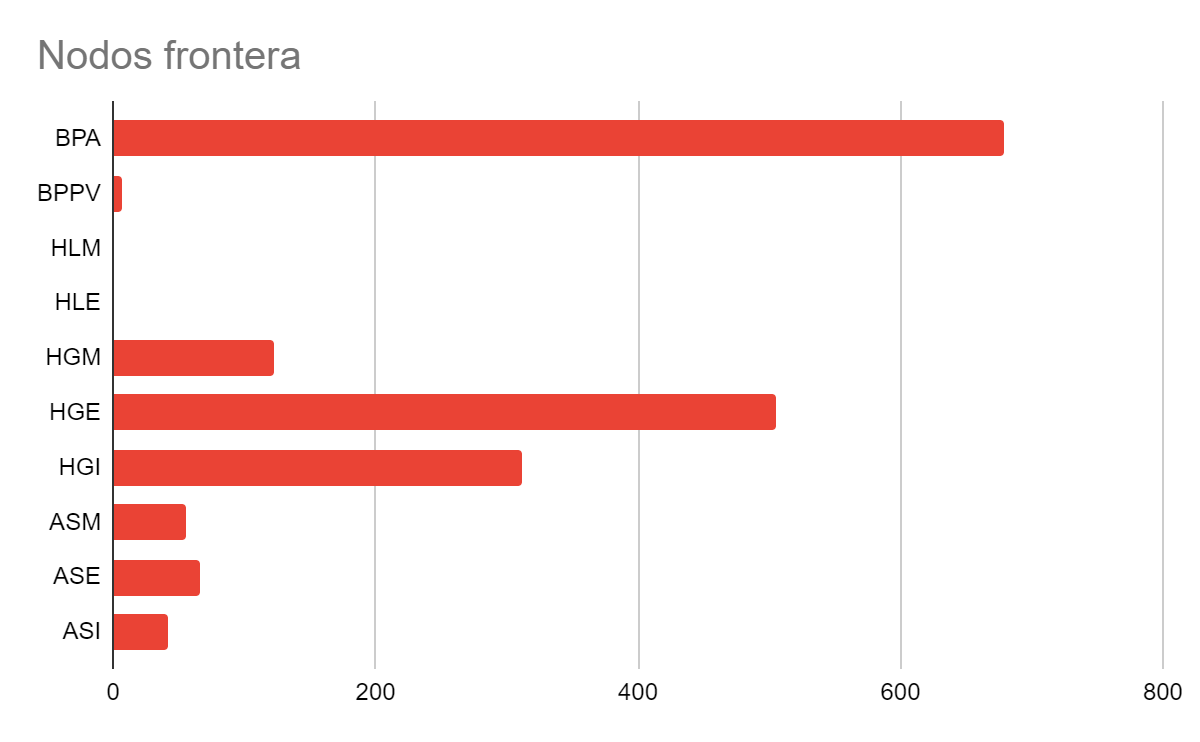 Nodos frontera
BPA
BPPV
HLM
HLE
HGM
HGE
HGI
ASM
ASE
ASI
0 200 400 600 800